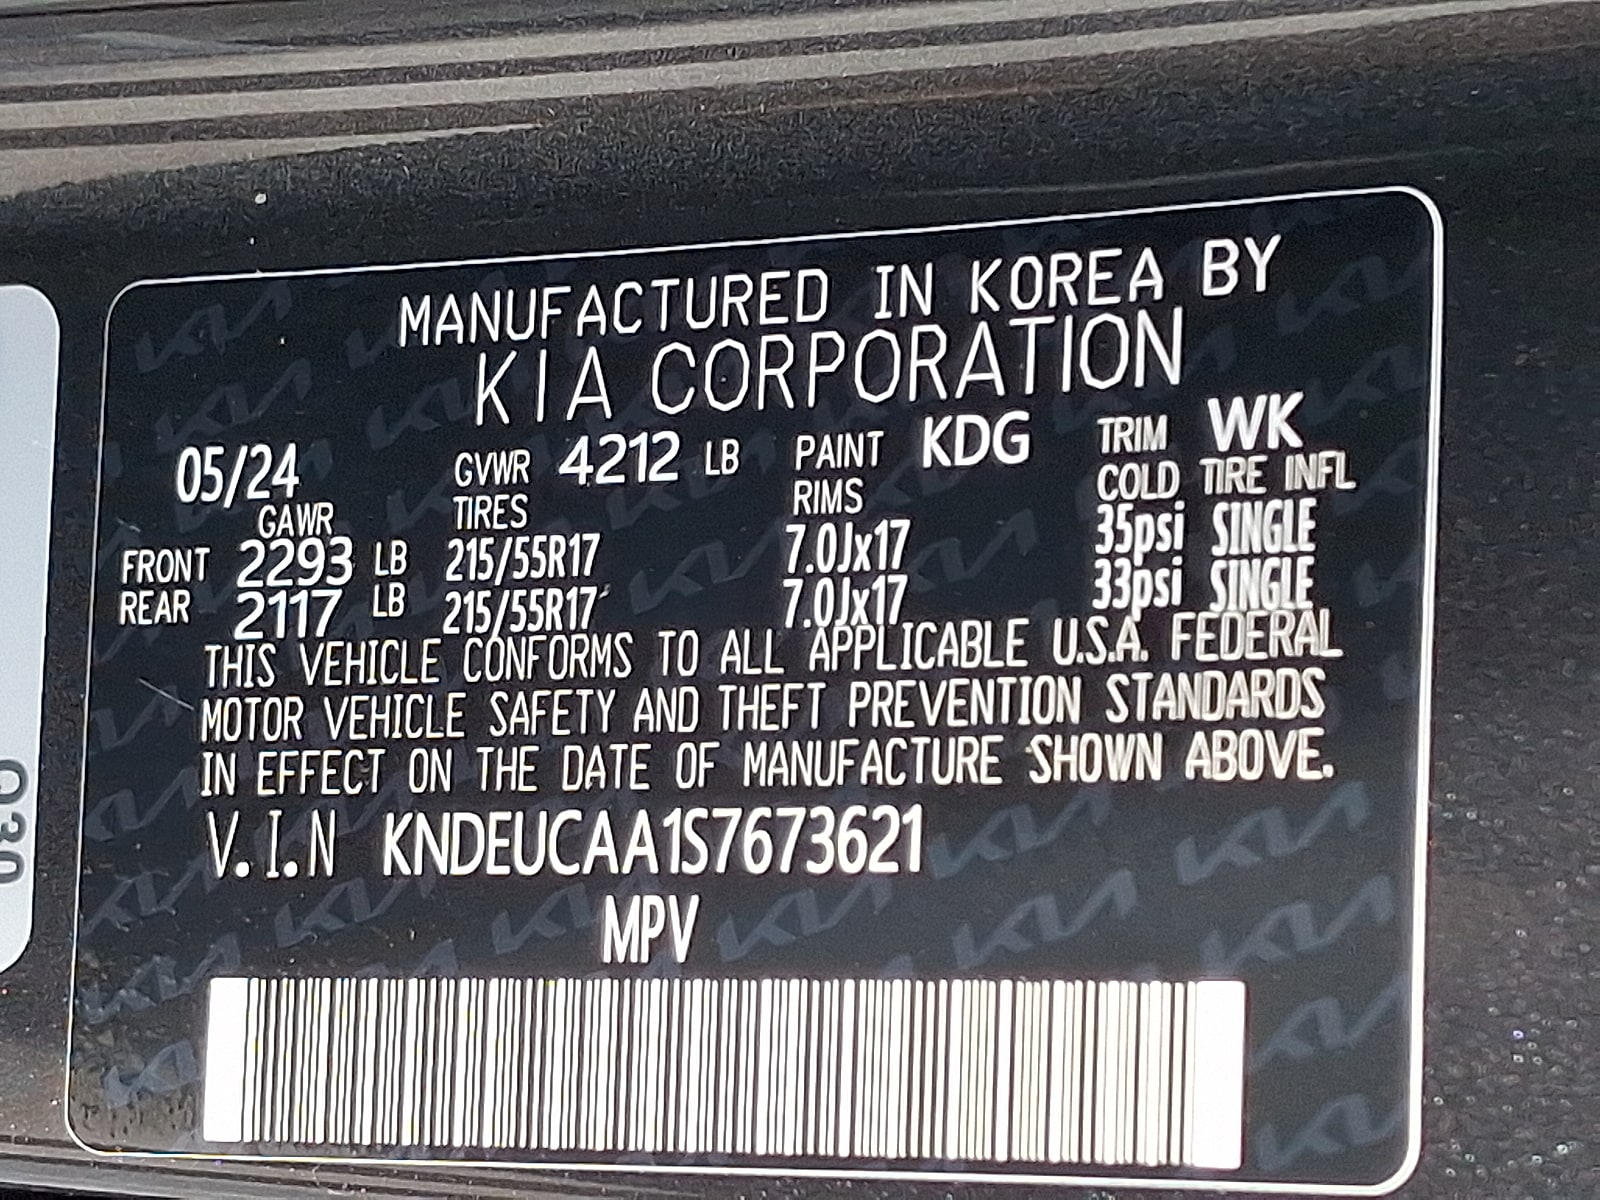 MANUFACTURED IN KOREA BY
KIA CORPORATION
05/24 GVWR 4212 LB PAINT KDG TRIM WK
GAWR TIRES RIMS COLD TIRE INFL
FRONT 2293 LB 215/55R17 7.0Jx17 35psi SINGLE
REAR 2117 LB 215/55R17 7.0Jx17 33psi SINGLE
THIS VEHICLE CONFORMS TO ALL APPLICABLE U.S.A. FEDERAL
MOTOR VEHICLE SAFETY AND THEFT PREVENTION STANDARDS
IN EFFECT ON THE DATE OF MANUFACTURE SHOWN ABOVE.
V.I.N KNDEUCAA1S7673621
MPV